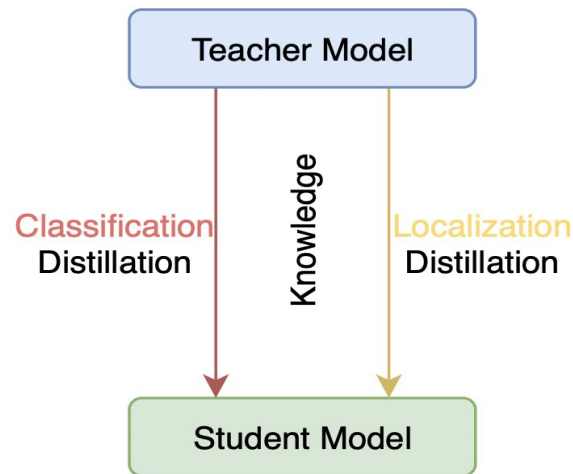 Teacher Model
Classification
Distillation
Knowledge
Localization
Distillation
Student Model